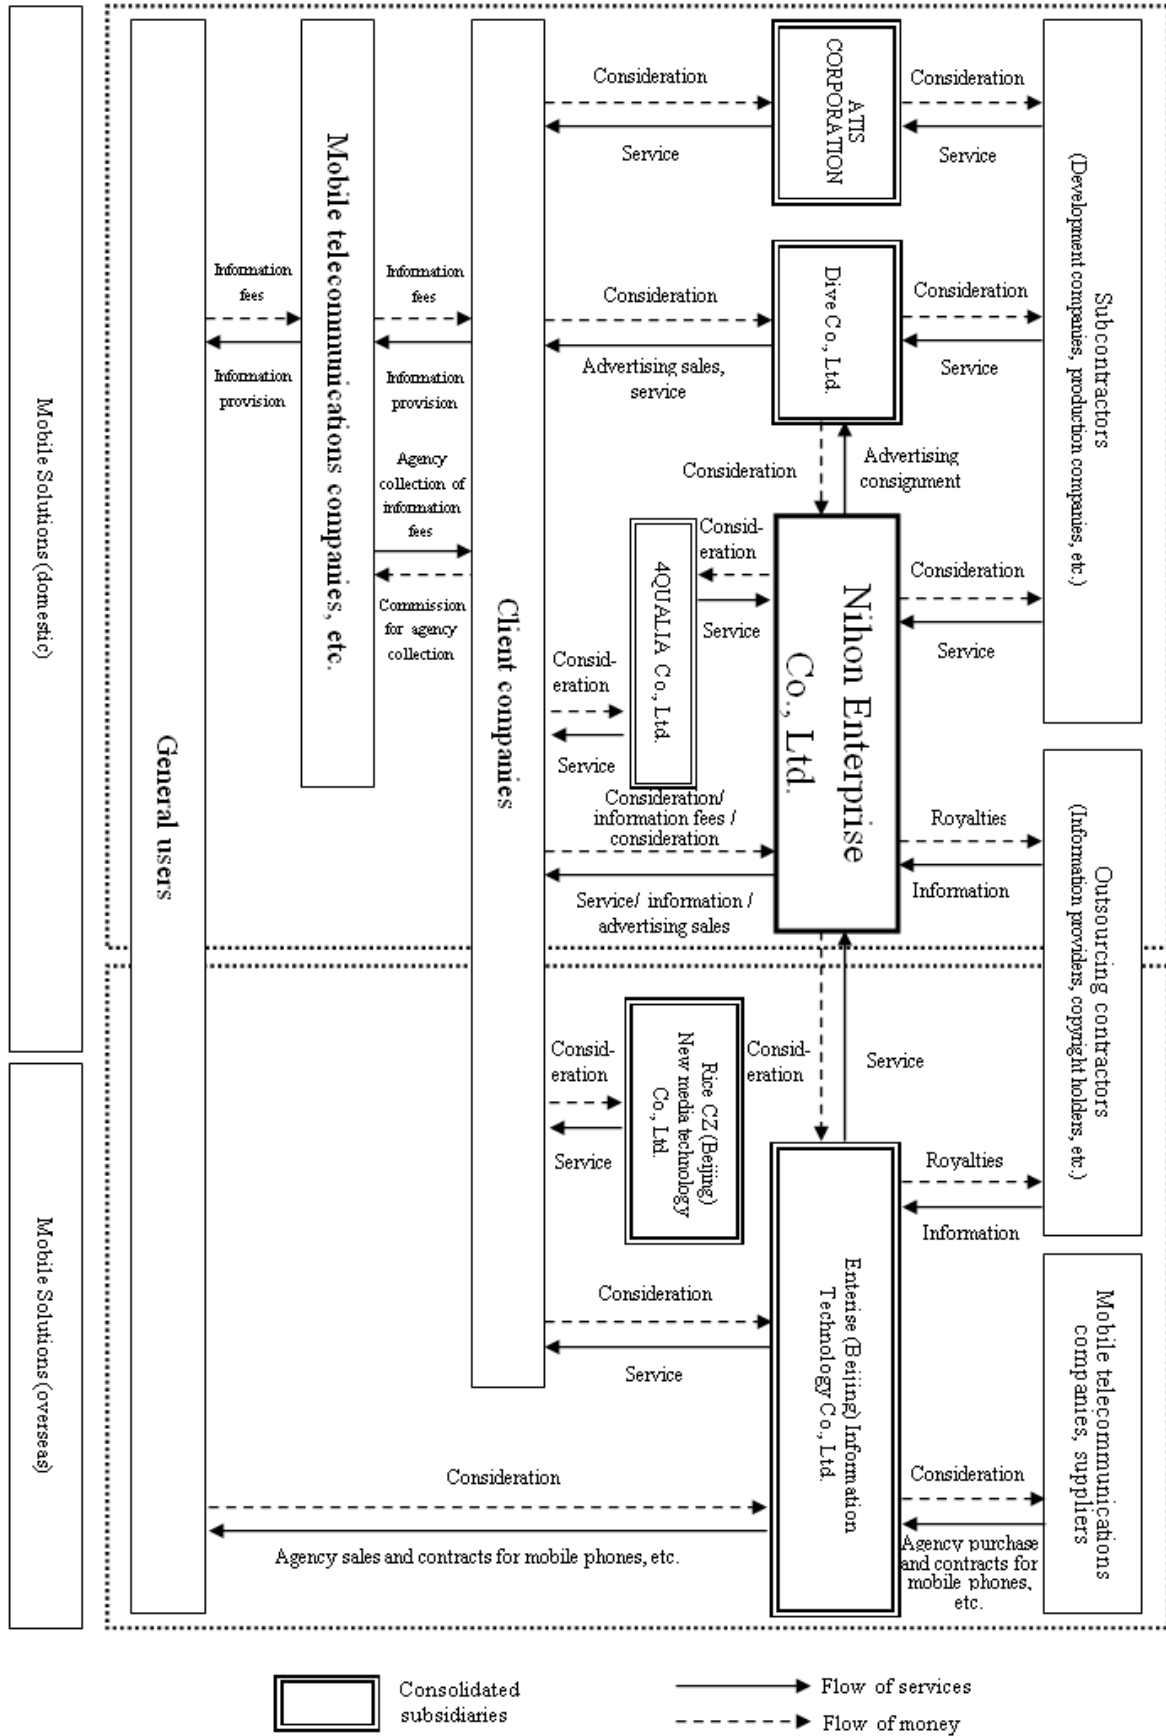 Mobile Solutions (domestic)
Mobile Solutions (overseas)
General users
Information
fees
Information
provision
Mobile telecommunications companies, etc.
Information
fees
Information
provision
Agency
collection of
information
fees
Commission
for agency
collection
Client companies
Consideration
Service
Consideration
Advertising sales,
service
Consid-
eration
Service
Consideration/
information fees /
consideration
Service/ information /
advertising sales
Consid-
eration
Service
Consideration
Service
Consideration
Agency sales and contracts for mobile phones, etc.
ATIS
CORPORATION
Dive Co., Ltd.
Consideration
Advertising
consignment
4QUALIA Co., Ltd.
Consid-
eration
Service
Nihon Enterprise
Co., Ltd.
Rice CZ (Beijing)
New media technology
Co., Ltd.
Consid-
eration
Service
Enterise (Beijing) Information
Technology Co., Ltd.
Consideration
Service
Consideration
Service
Consideration
Service
Royalties
Information
Royalties
Information
Consideration
Agency purchase
and contracts for
mobile phones,
etc.
Subcontractors
(Development companies, production companies, etc.)
Outsourcing contractors
(Information providers, copyright holders, etc.)
Mobile telecommunications
companies, suppliers
Consolidated
subsidiaries
Flow of services
Flow of money